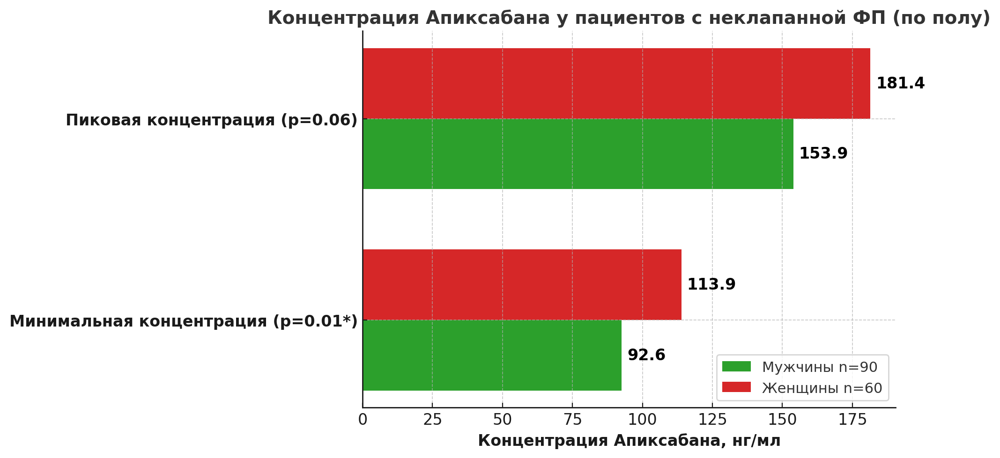 Концентрация Апиксабана у пациентов с неклапанной ФП (по полу)
181.4
Пиковая концентрация (p=0.06)
153.9
113.9
Минимальная концентрация (p=0.01*)
92.6
Мужчины n=90
Женщины n=60
0 25 50 75 100 125 150 175
Концентрация Апиксабана, нг/мл